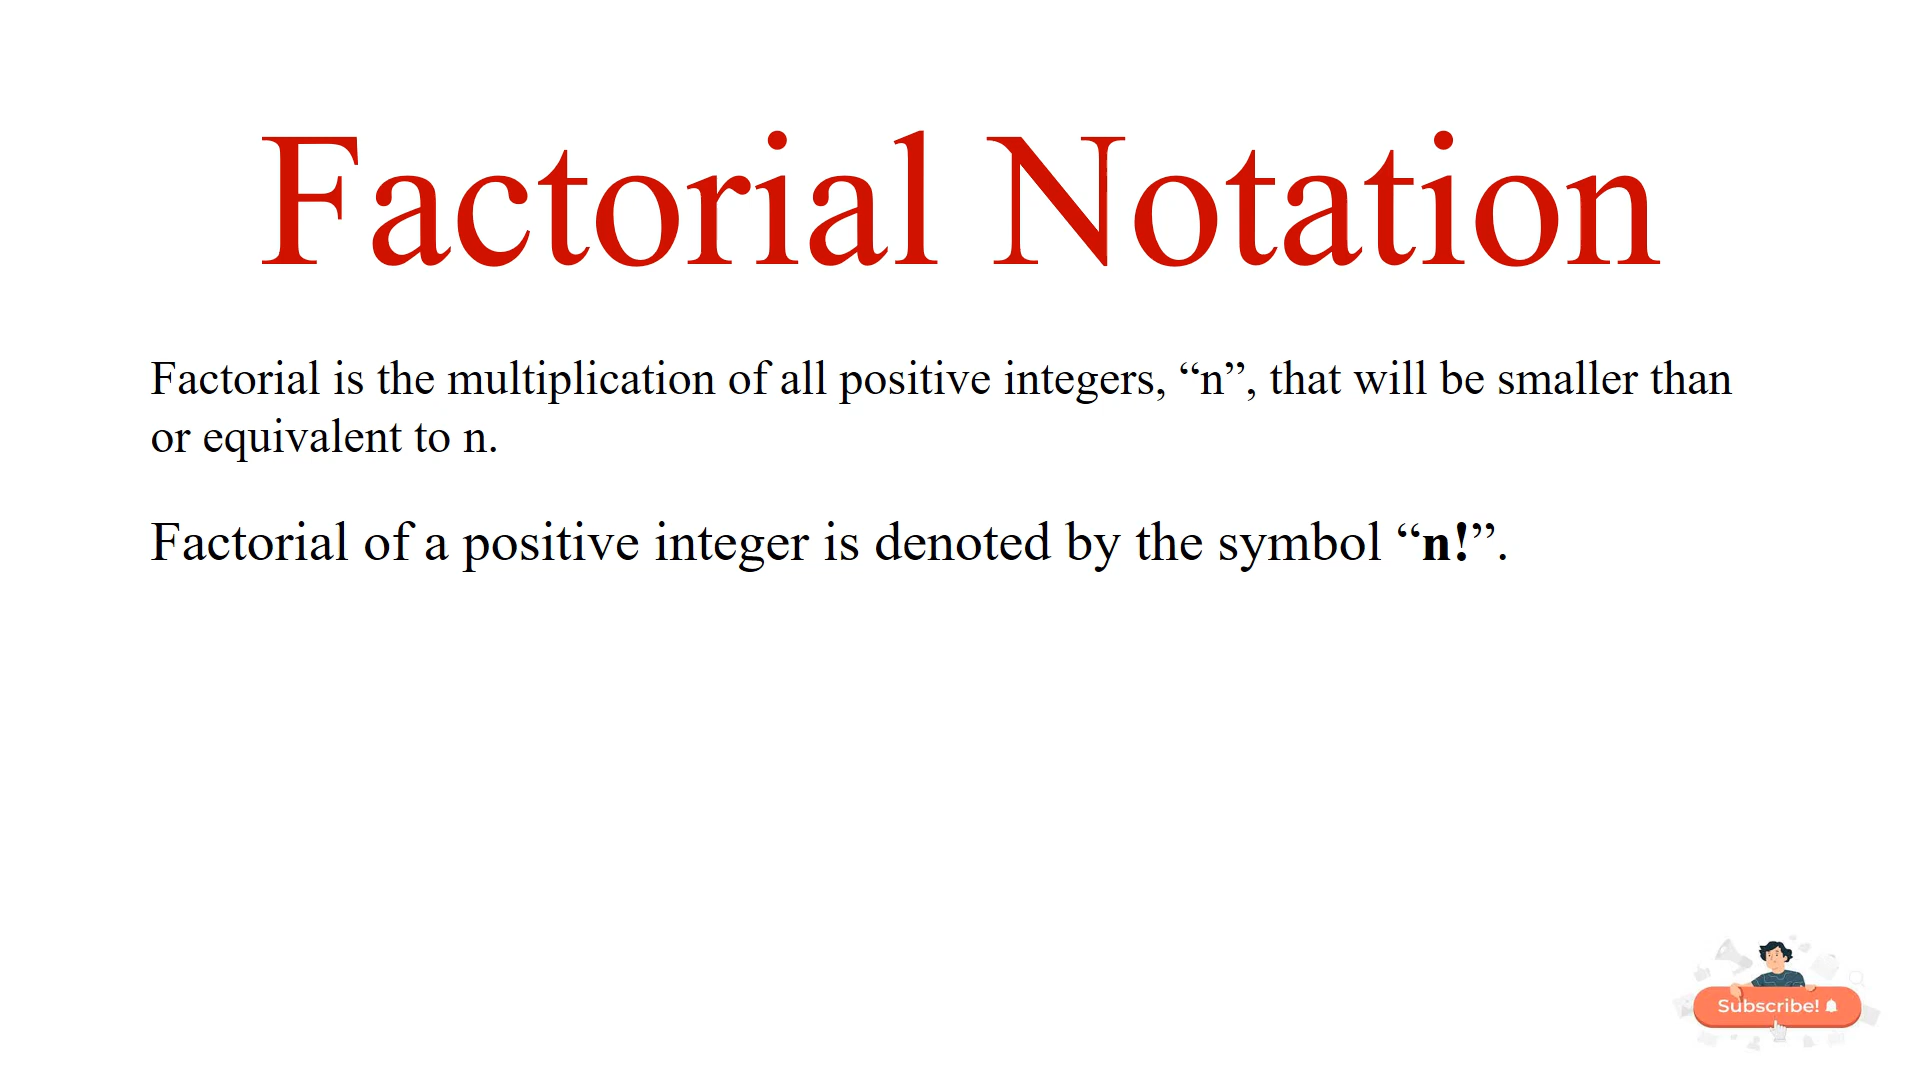 Factorial Notation
Factorial is the multiplication of all positive integers, “n”, that will be smaller than
or equivalent to n.
Factorial of a positive integer is denoted by the symbol “n!”.
Subscribe!